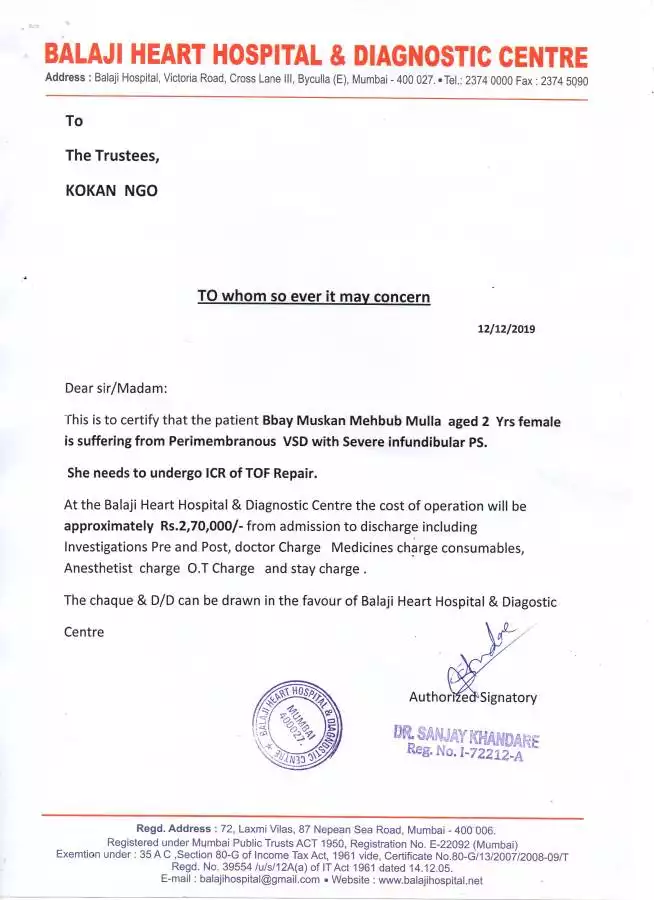 BALAJI HEART HOSPITAL & DIAGNOSTIC CENTRE
Address : Balaji Hospital, Victoria Road, Cross Lane III, Byculla (E), Mumbai - 400 027. • Tel.: 2374 0000 Fax : 2374 5090
To
The Trustees,
KOKAN NGO
TO whom so ever it may concern
12/12/2019
Dear sir/Madam:
This is to certify that the patient Bbay Muskan Mehbub Mulla aged 2 Yrs female
is suffering from Perimembranous VSD with Severe infundibular PS.
She needs to undergo ICR of TOF Repair.
At the Balaji Heart Hospital & Diagnostic Centre the cost of operation will be
approximately Rs.2,70,000/- from admission to discharge including
Investigations Pre and Post, doctor Charge Medicines charge consumables,
Anesthetist charge O.T Charge and stay charge .
The chaque & D/D can be drawn in the favour of Balaji Heart Hospital & Diagostic
Centre
Authorized Signatory
BALAJI HEART HOSPITAL & DIAGNOSTIC CENTRE ★
MUMBAI
400027.
DR. SANJAY KHANDARE
Reg. No. I-72212-A
Regd. Address : 72, Laxmi Vilas, 87 Nepean Sea Road, Mumbai - 400 006.
Registered under Mumbai Public Trusts ACT 1950, Registration No. E-22092 (Mumbai)
Exemtion under : 35 A C ,Section 80-G of Income Tax Act, 1961 vide, Certificate No.80-G/13/2007/2008-09/T
Regd. No. 39554 /u/s/12A(a) of IT Act 1961 dated 14.12.05.
E-mail : balajihospital@gmail.com • Website : www.balajihospital.net